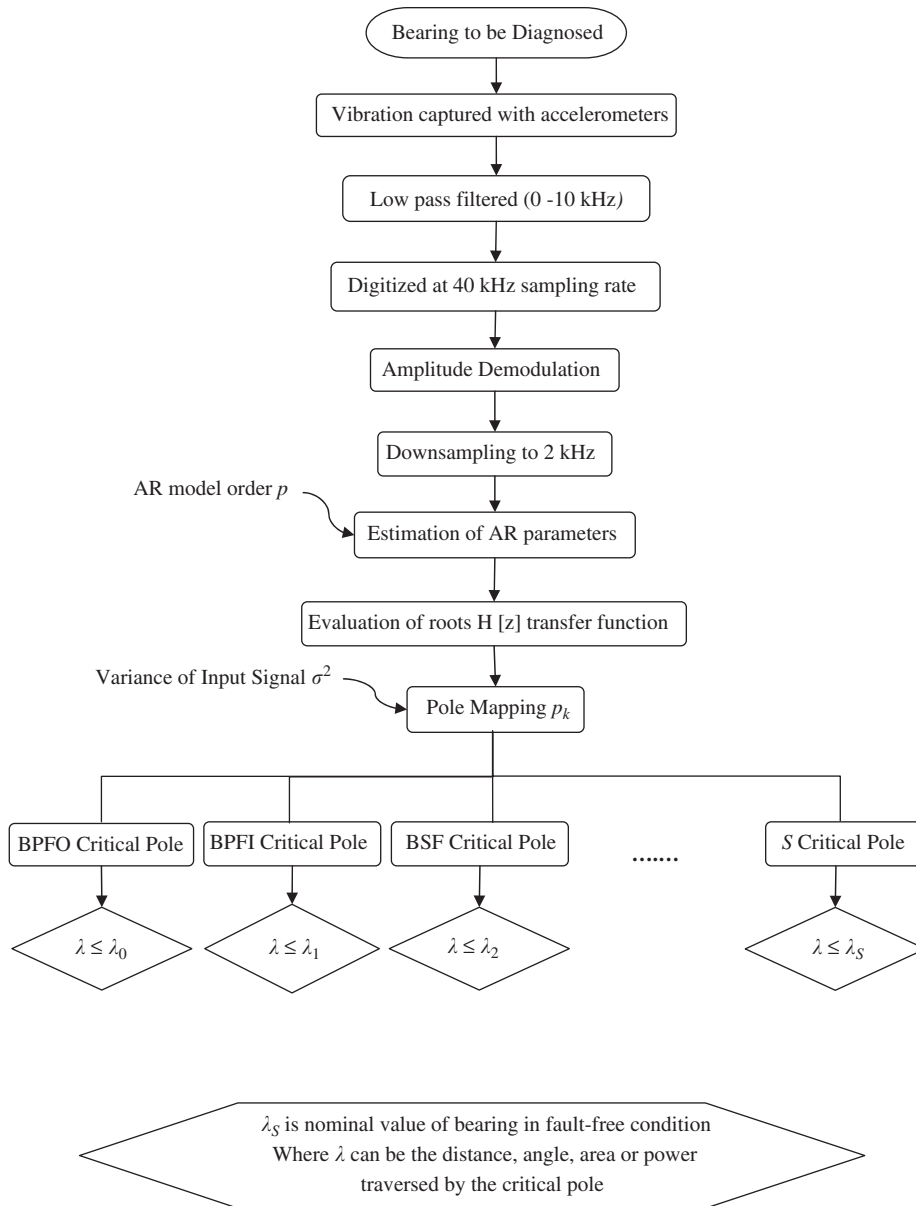 Bearing to be Diagnosed
Vibration captured with accelerometers
Low pass filtered (0 -10 kHz)
Digitized at 40 kHz sampling rate
Amplitude Demodulation
Downsampling to 2 kHz
AR model order p
Estimation of AR parameters
Evaluation of roots H [z] transfer function
Variance of Input Signal σ²
Pole Mapping pₖ
BPFO Critical Pole
BPFI Critical Pole
BSF Critical Pole
.......
S Critical Pole
λ ≤ λ₀
λ ≤ λ₁
λ ≤ λ₂
λ ≤ λ_S
λ_S is nominal value of bearing in fault-free condition
Where λ can be the distance, angle, area or power
traversed by the critical pole